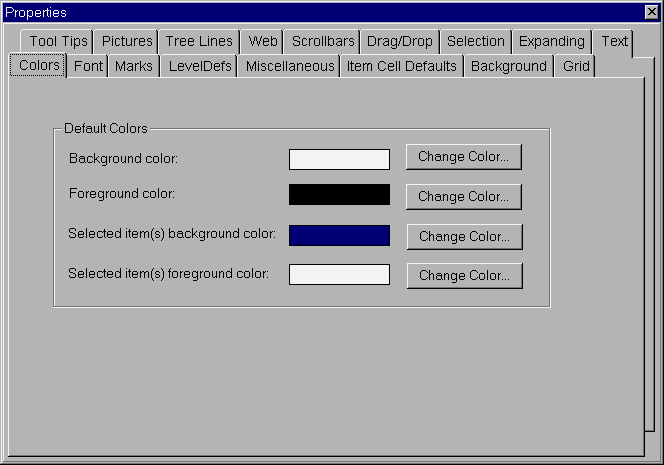 Properties
Tool Tips Pictures Tree Lines Web Scrollbars Drag/Drop Selection Expanding Text
Colors Font Marks LevelDefs Miscellaneous Item Cell Defaults Background Grid
Default Colors
Background color: Change Color...
Foreground color: Change Color...
Selected item(s) background color: Change Color...
Selected item(s) foreground color: Change Color...